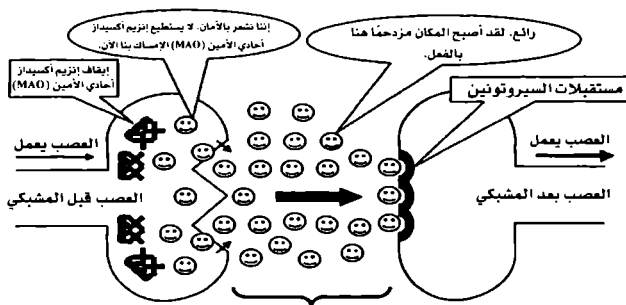 إننا نشعر بالأمان. لا يستطيع إنزيم أكسيداز
أحادي الأمين (MAO) الإمساك بنا الآن.
رائع. لقد أصبح المكان مزدحمًا هنا
بالفعل.
إيقاف إنزيم أكسيداز
أحادي الأمين (MAO)
مستقبلات السيروتونين
العصب يعمل
العصب يعمل
العصب قبل المشبكي
العصب بعد المشبكي